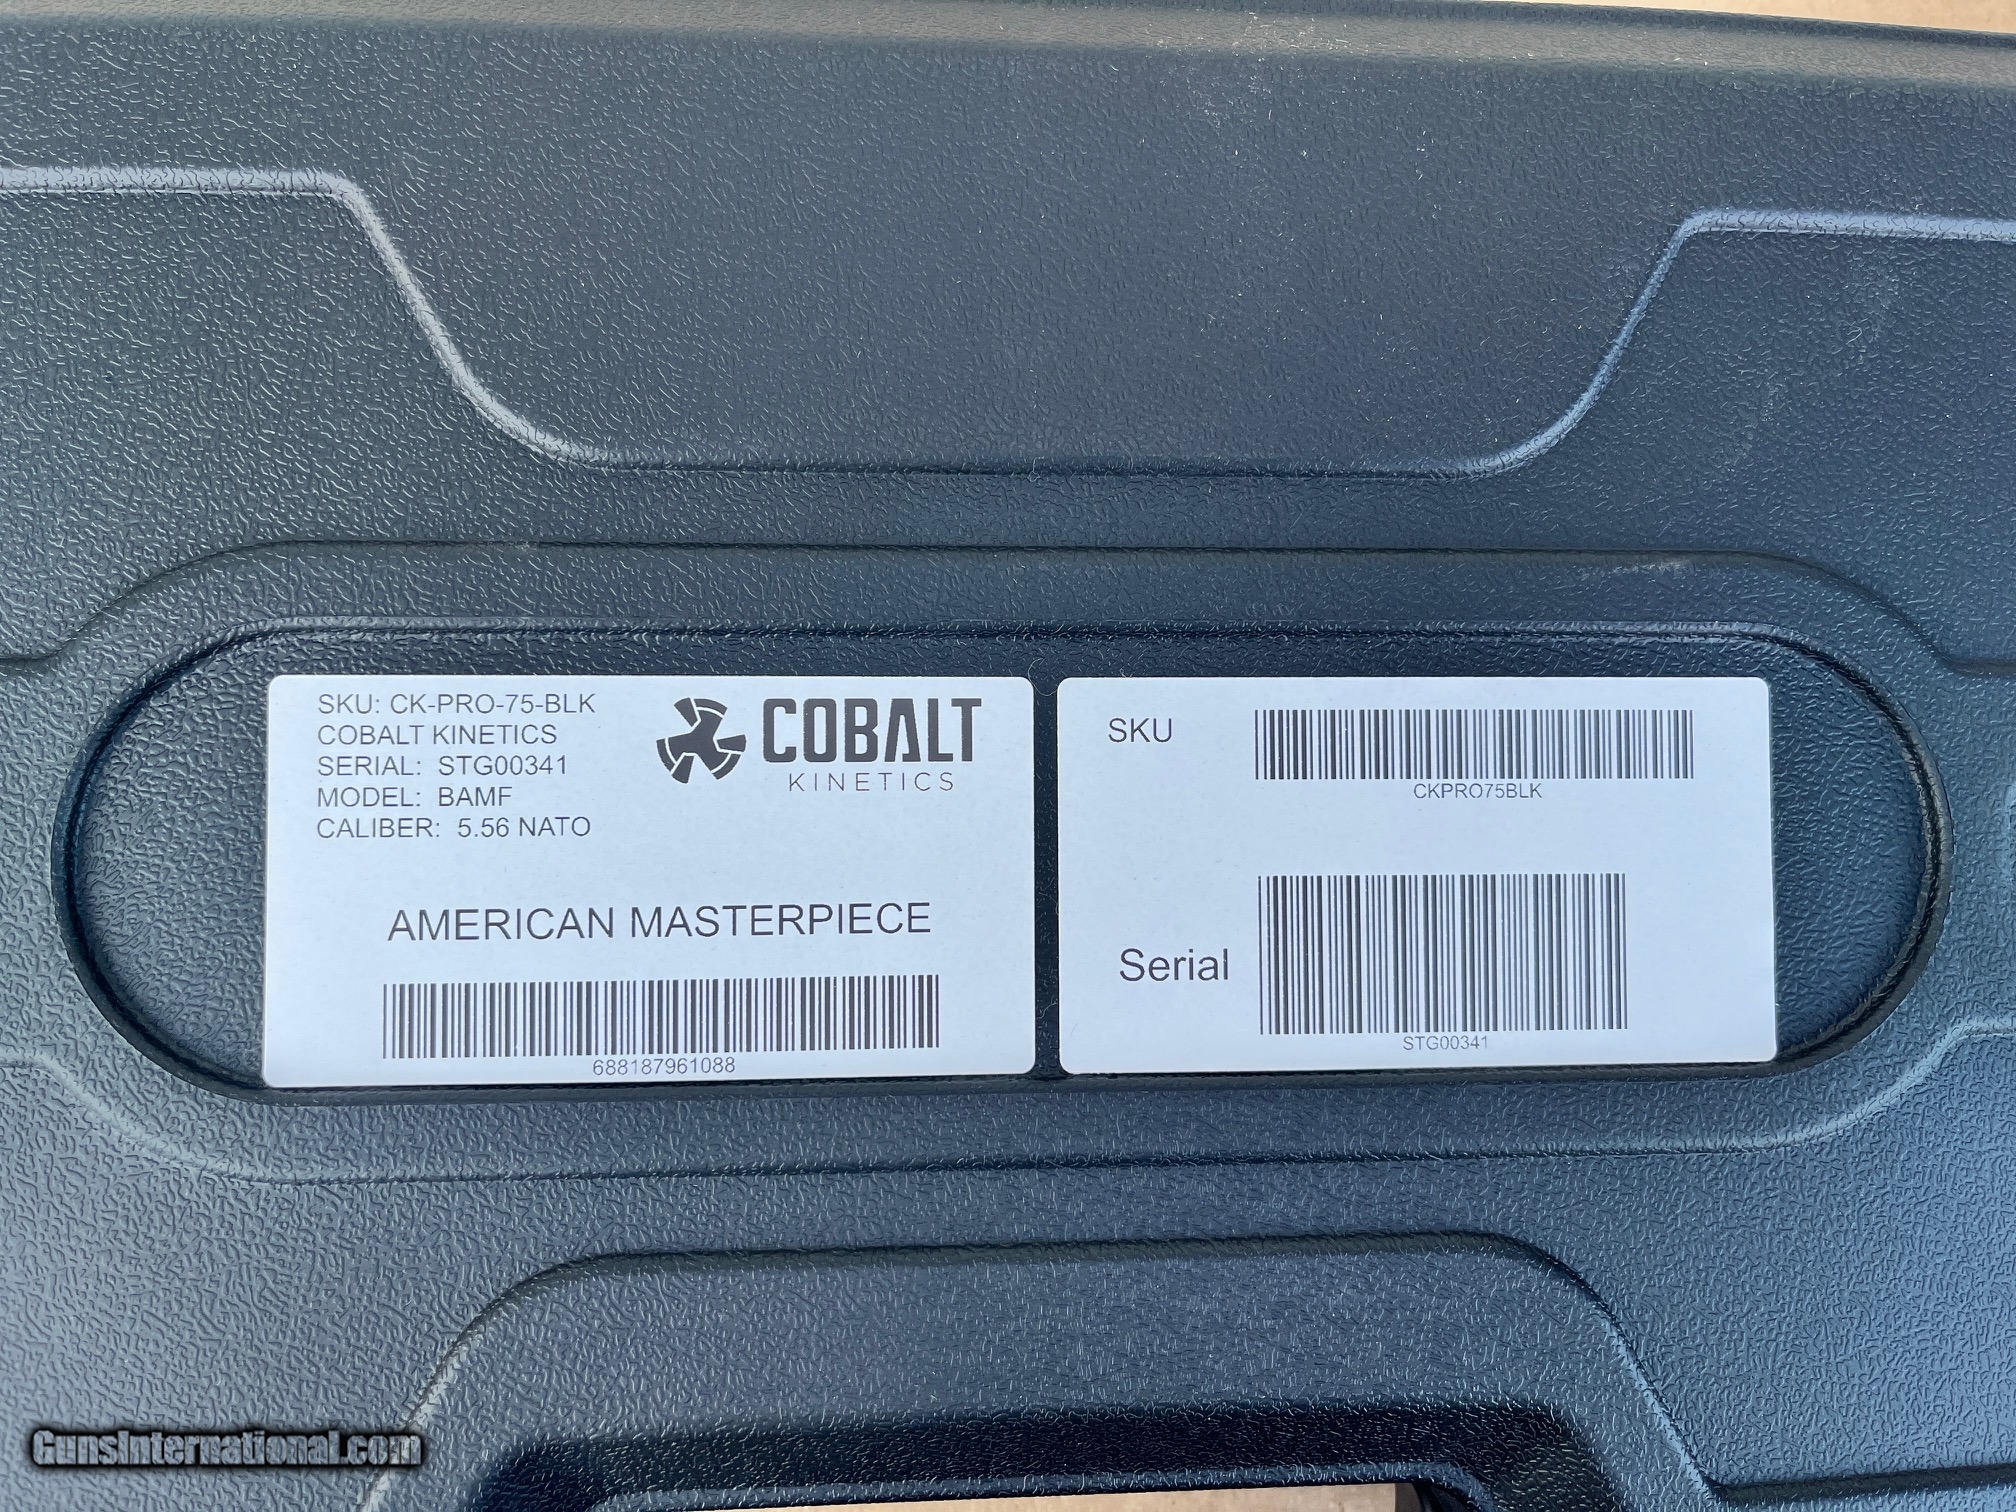 SKU: CK-PRO-75-BLK
COBALT KINETICS
SERIAL: STG00341
MODEL: BAMF
CALIBER: 5.56 NATO
COBALT
KINETICS
AMERICAN MASTERPIECE
688187961088
SKU
CKPRO75BLK
Serial
STG00341
GunsInternational.com